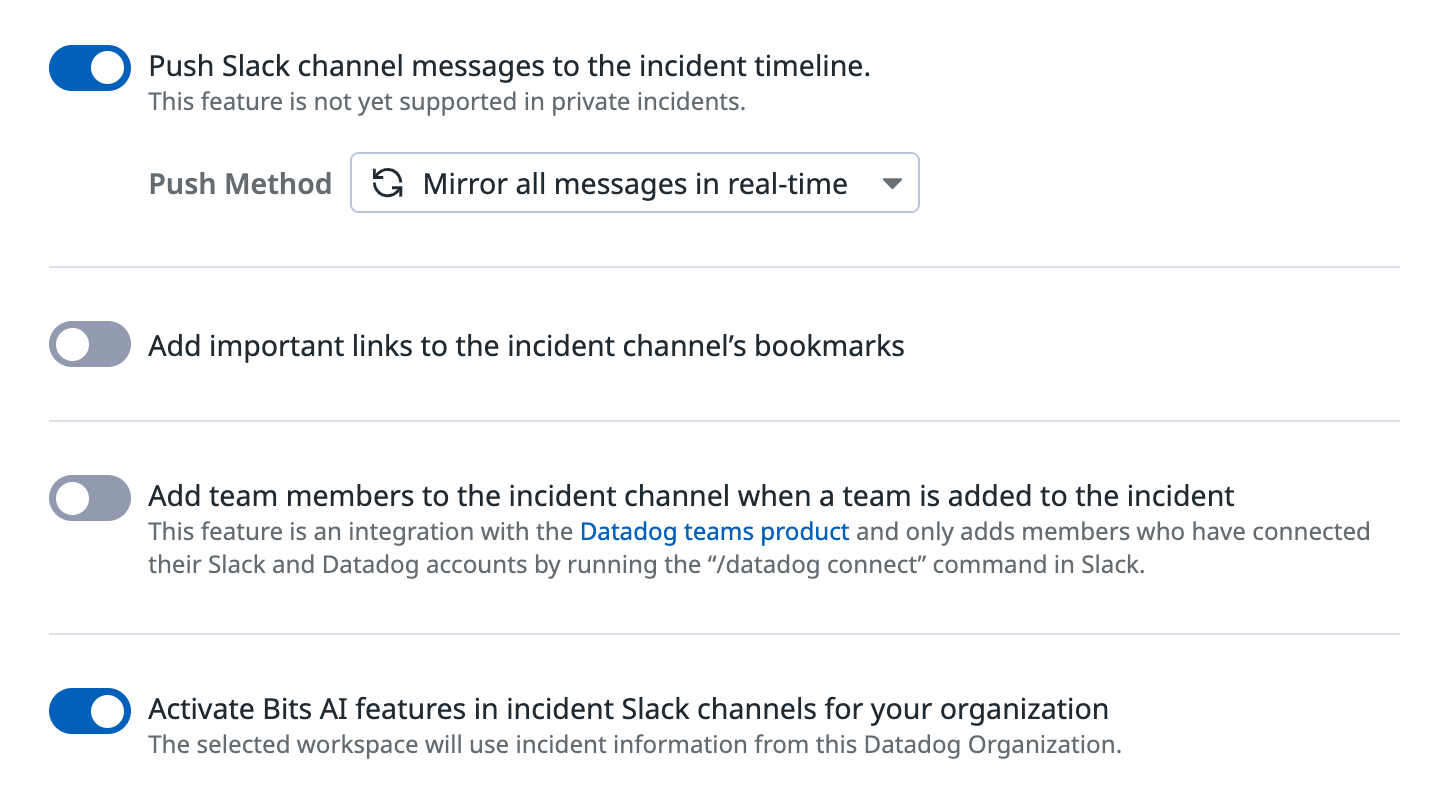 Push Slack channel messages to the incident timeline.
This feature is not yet supported in private incidents.
Push Method Mirror all messages in real-time
Add important links to the incident channel’s bookmarks
Add team members to the incident channel when a team is added to the incident
This feature is an integration with the Datadog teams product and only adds members who have connected
their Slack and Datadog accounts by running the “/datadog connect” command in Slack.
Activate Bits AI features in incident Slack channels for your organization
The selected workspace will use incident information from this Datadog Organization.